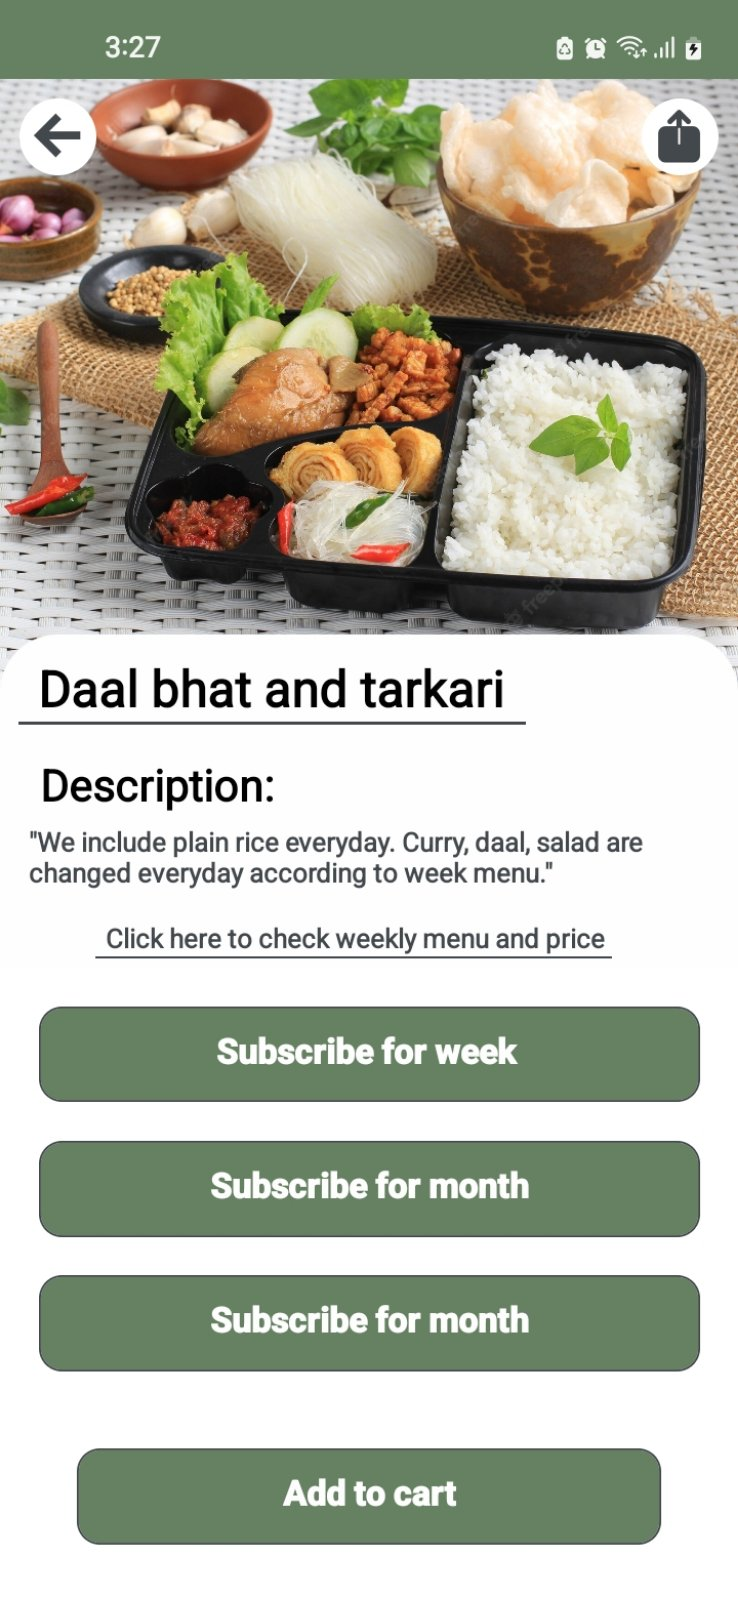 3:27
Daal bhat and tarkari
Description:
"We include plain rice everyday. Curry, daal, salad are
changed everyday according to week menu."
Click here to check weekly menu and price
Subscribe for week
Subscribe for month
Subscribe for month
Add to cart